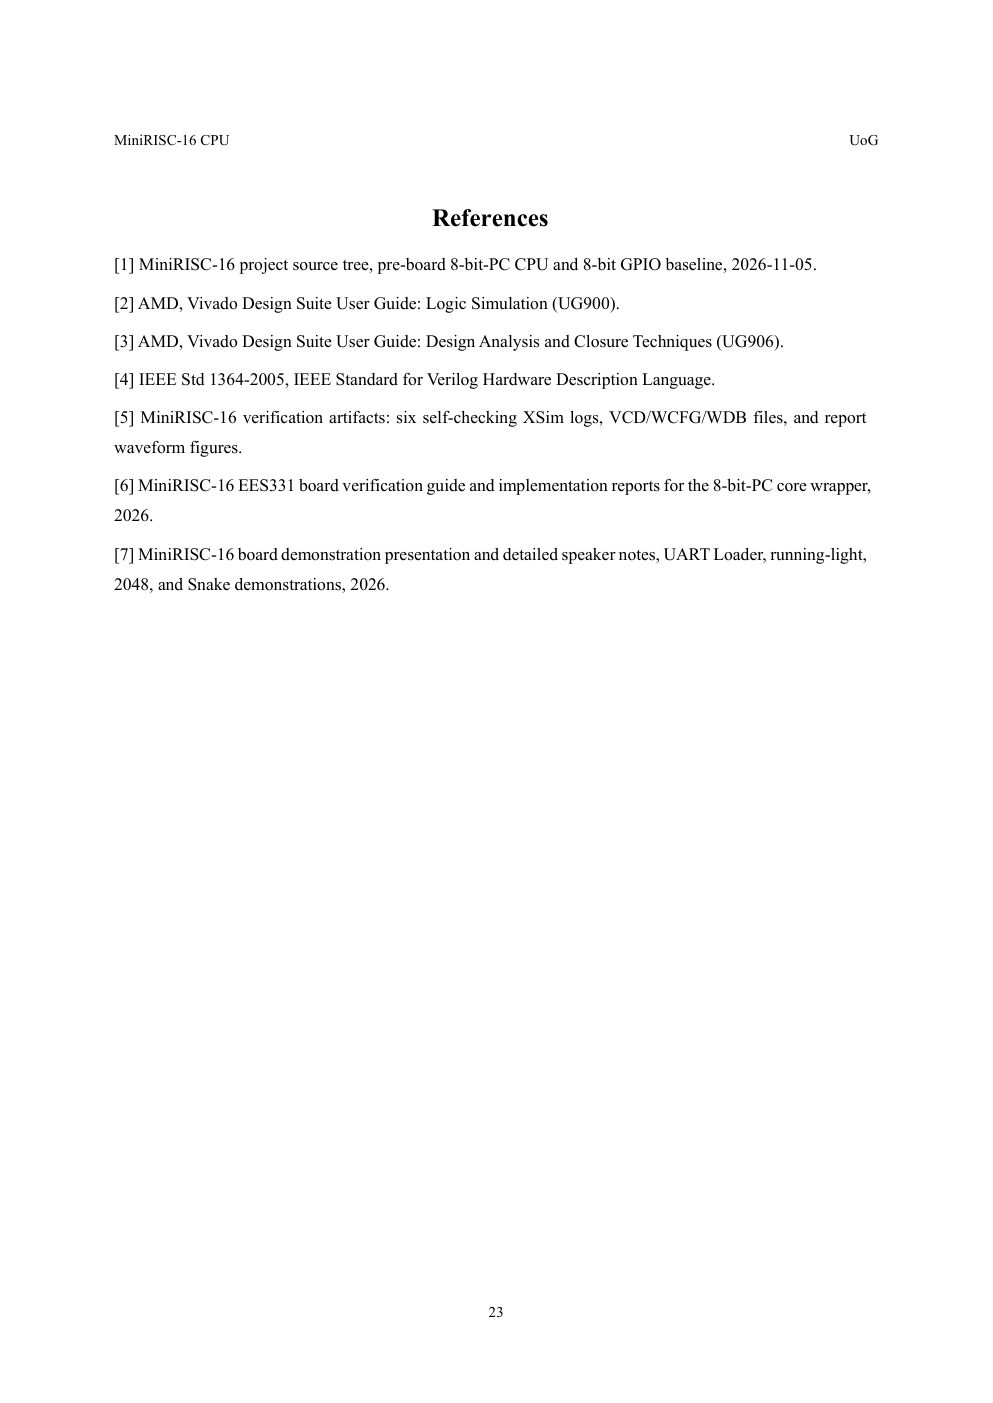 MiniRISC-16 CPU UoG
References
[1] MiniRISC-16 project source tree, pre-board 8-bit-PC CPU and 8-bit GPIO baseline, 2026-11-05.
[2] AMD, Vivado Design Suite User Guide: Logic Simulation (UG900).
[3] AMD, Vivado Design Suite User Guide: Design Analysis and Closure Techniques (UG906).
[4] IEEE Std 1364-2005, IEEE Standard for Verilog Hardware Description Language.
[5] MiniRISC-16 verification artifacts: six self-checking XSim logs, VCD/WCFG/WDB files, and report
waveform figures.
[6] MiniRISC-16 EES331 board verification guide and implementation reports for the 8-bit-PC core wrapper,
2026.
[7] MiniRISC-16 board demonstration presentation and detailed speaker notes, UART Loader, running-light,
2048, and Snake demonstrations, 2026.
23